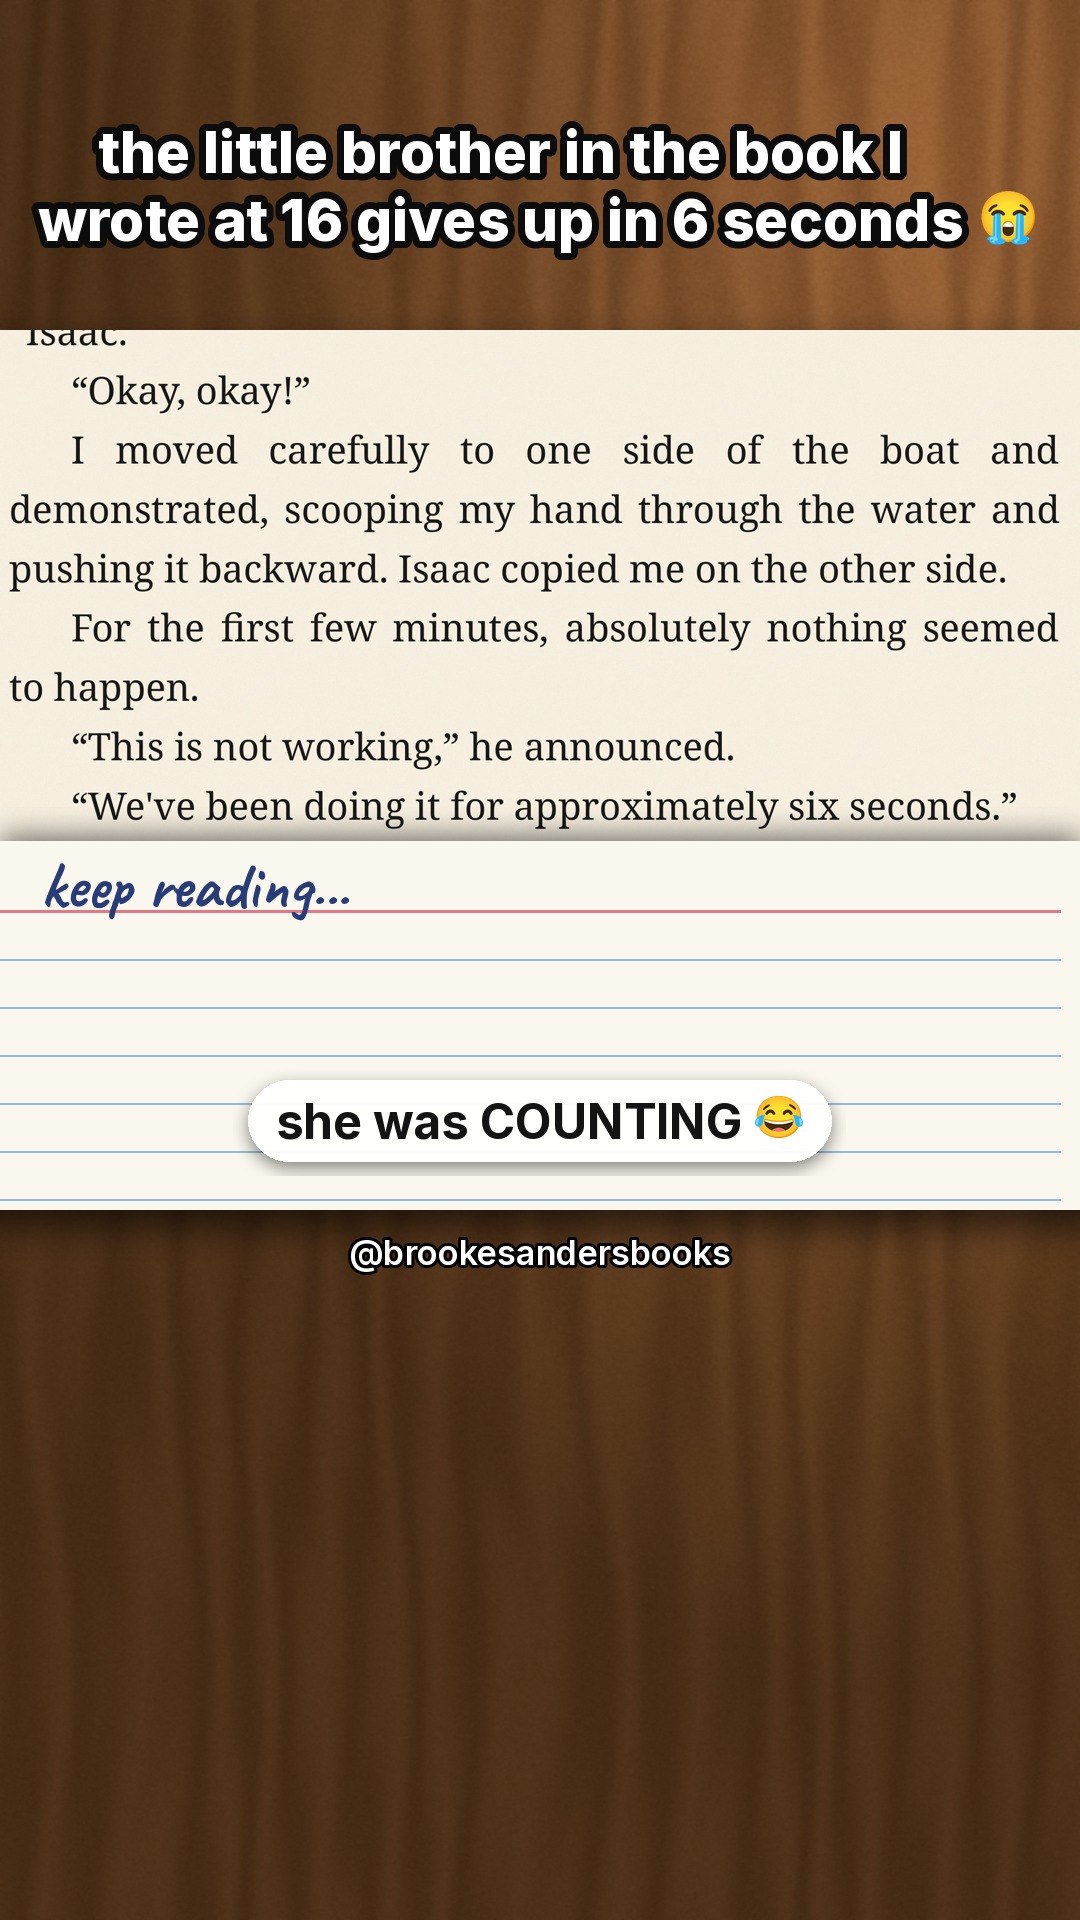 the little brother in the book I
wrote at 16 gives up in 6 seconds 😭
Isaac.
“Okay, okay!”
I moved carefully to one side of the boat and
demonstrated, scooping my hand through the water and
pushing it backward. Isaac copied me on the other side.
For the first few minutes, absolutely nothing seemed
to happen.
“This is not working,” he announced.
“We've been doing it for approximately six seconds.”
keep reading...
she was COUNTING 😂
@brookesandersbooks